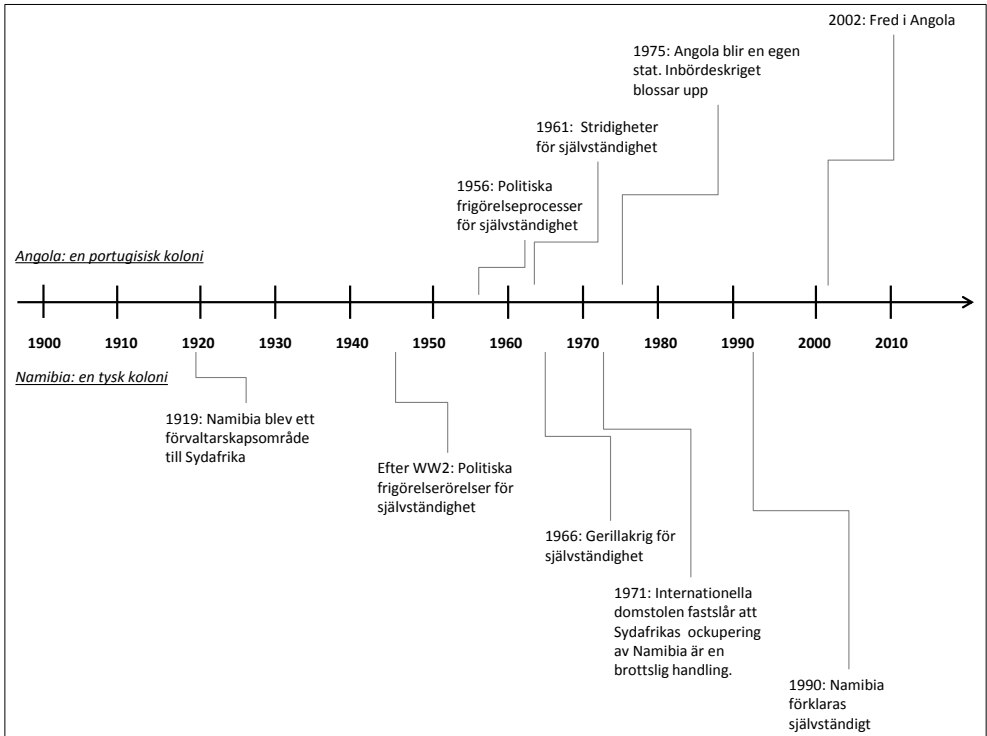 2002: Fred i Angola
1975: Angola blir en egen
stat. Inbördeskriget
blossar upp
1961:  Stridigheter
för självständighet
1956: Politiska
frigörelseprocesser
för självständighet
Angola: en portugisisk koloni
1900 1910 1920 1930 1940 1950 1960 1970 1980 1990 2000 2010
Namibia: en tysk koloni
1919: Namibia blev ett
förvaltarskapsområde
till Sydafrika
Efter WW2: Politiska
frigörelserörelser för
självständighet
1966: Gerillakrig för
självständighet
1971: Internationella
domstolen fastslår att
Sydafrikas  ockupering
av Namibia är en
brottslig handling.
1990: Namibia
förklaras
självständigt